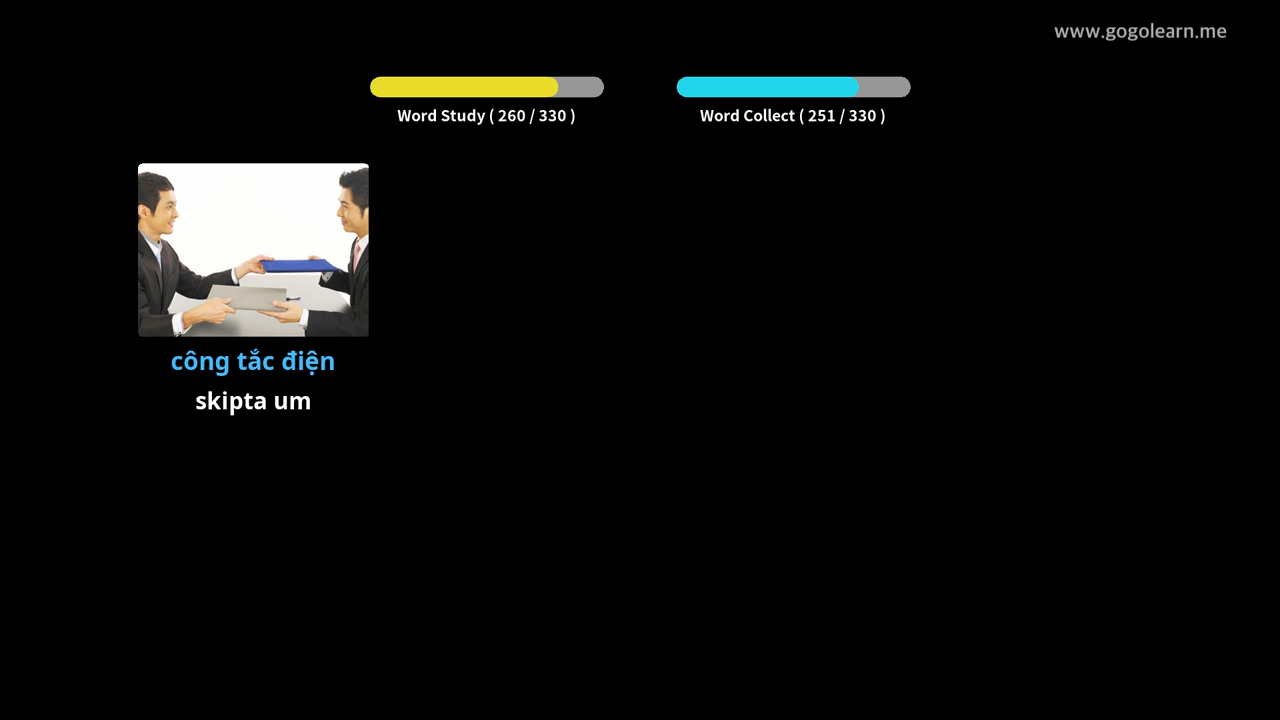 www.gogolearn.me
Word Study ( 260 / 330 )
Word Collect ( 251 / 330 )
công tắc điện
skipta um